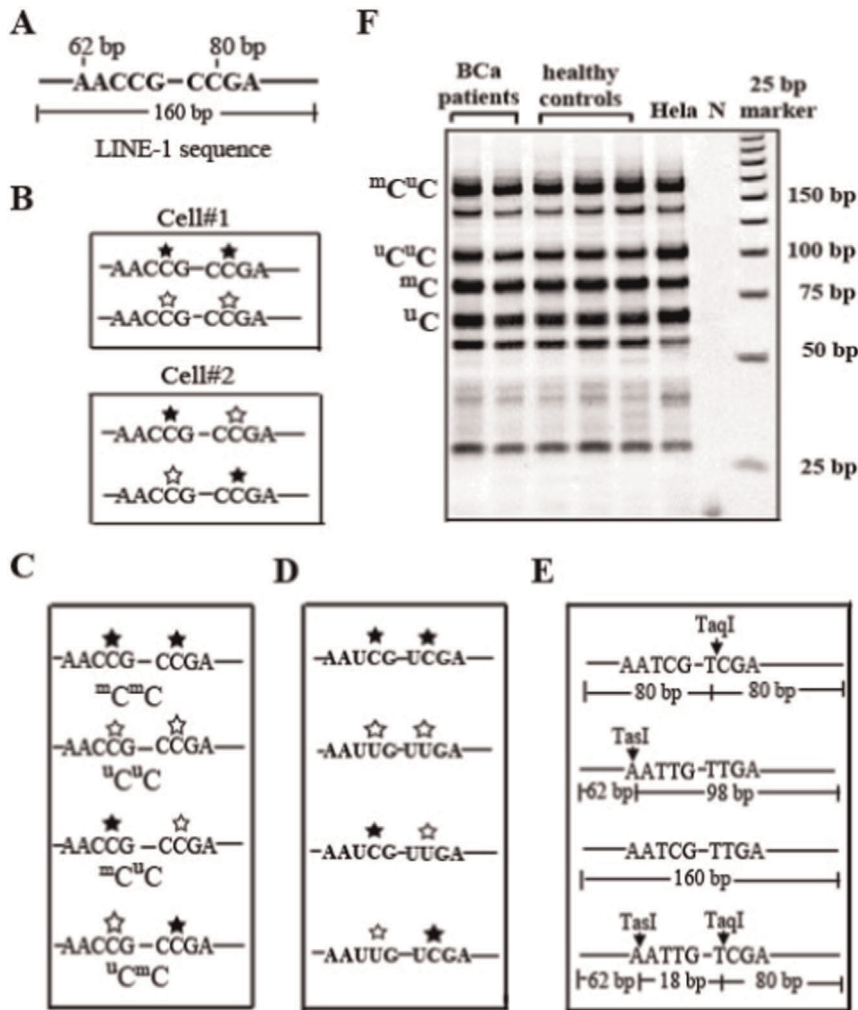 A
62 bp 80 bp
AACCG CCGA
160 bp
LINE-1 sequence
B
Cell#1
AACCG CCGA
AACCG CCGA
Cell#2
AACCG CCGA
AACCG CCGA
F
BCa patients
healthy controls
Hela N
25 bp marker
mCuC
uCuC
mC
uC
150 bp
100 bp
75 bp
50 bp
25 bp
C
AACCG CCGA
mCmC
AACCG CCGA
uCuC
AACCG CCGA
mCuC
AACCG CCGA
uCmC
D
AAUCG-UCGA
AAUUG-UUGA
AAUCG-UUGA
AAUUG-UCGA
E
TaqI
AATCG-TCGA
80 bp 80 bp
TasI
AATTG-TTGA
62 bp 98 bp
AATCG-TTGA
160 bp
TasI TaqI
AATTG-TCGA
62 bp 18 bp 80 bp